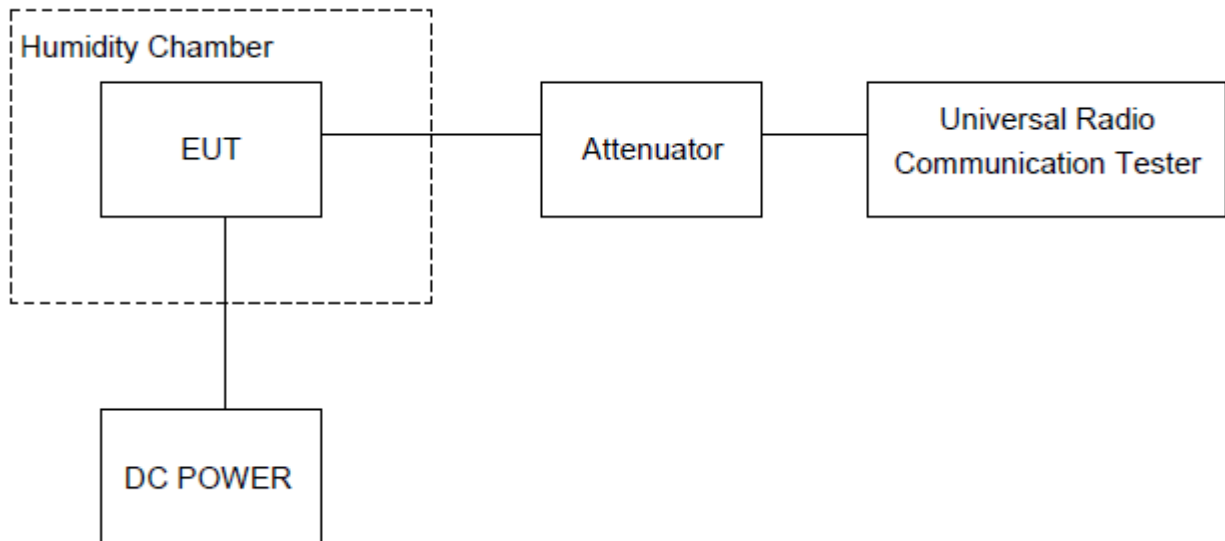 Humidity Chamber
EUT
Attenuator
Universal Radio
Communication Tester
DC POWER